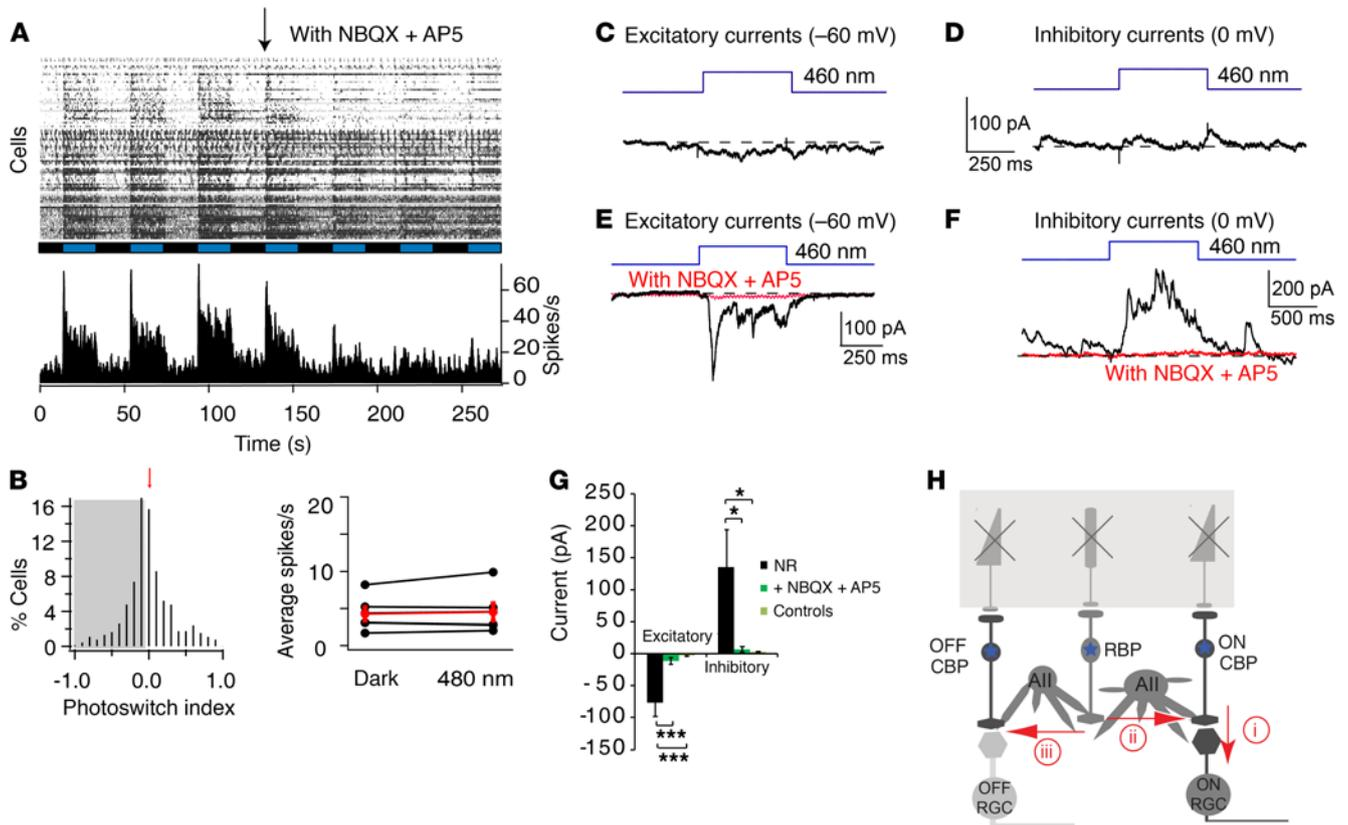 A
With NBQX + AP5
Cells
60
40
20
0
Spikes/s
0 50 100 150 200 250
Time (s)
B
16
12
8
4
0
% Cells
-1.0 0.0 1.0
Photoswitch index
20
10
0
Average spikes/s
Dark 480 nm
C Excitatory currents (–60 mV)
460 nm
D Inhibitory currents (0 mV)
460 nm
100 pA
250 ms
E Excitatory currents (–60 mV)
460 nm
With NBQX + AP5
100 pA
250 ms
F Inhibitory currents (0 mV)
460 nm
200 pA
500 ms
With NBQX + AP5
G
250
200
150
100
50
0
- 50
-100
-150
Current (pA)
* 
*
NR
+ NBQX + AP5
Controls
Excitatory
Inhibitory
***
***
H
OFF
CBP
RBP
ON
CBP
AII
AII
i
ii
iii
OFF
RGC
ON
RGC